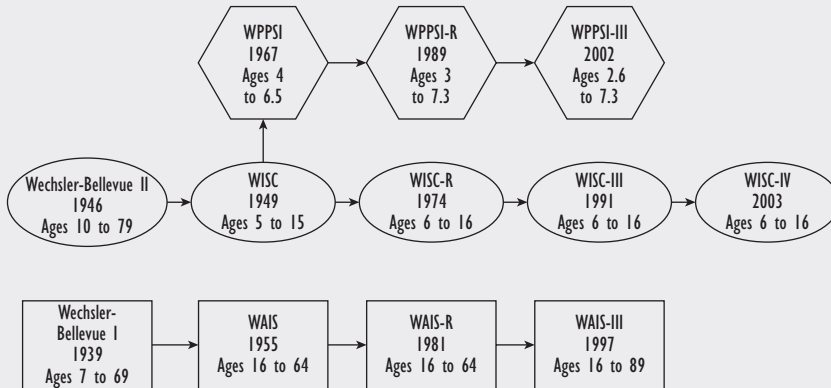 WPPSI
1967
Ages 4
to 6.5
WPPSI-R
1989
Ages 3
to 7.3
WPPSI-III
2002
Ages 2.6
to 7.3
Wechsler-Bellevue II
1946
Ages 10 to 79
WISC
1949
Ages 5 to 15
WISC-R
1974
Ages 6 to 16
WISC-III
1991
Ages 6 to 16
WISC-IV
2003
Ages 6 to 16
Wechsler-
Bellevue I
1939
Ages 7 to 69
WAIS
1955
Ages 16 to 64
WAIS-R
1981
Ages 16 to 64
WAIS-III
1997
Ages 16 to 89